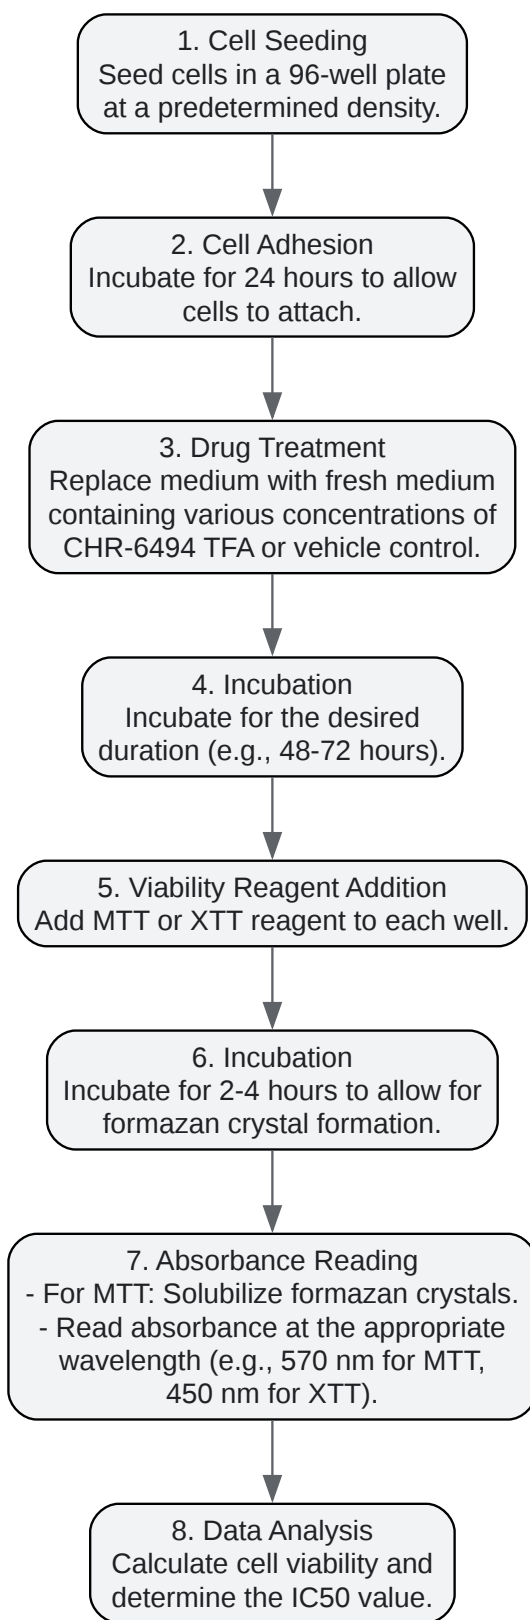 1. Cell Seeding
Seed cells in a 96-well plate
at a predetermined density.
2. Cell Adhesion
Incubate for 24 hours to allow
cells to attach.
3. Drug Treatment
Replace medium with fresh medium
containing various concentrations of
CHR-6494 TFA or vehicle control.
4. Incubation
Incubate for the desired
duration (e.g., 48-72 hours).
5. Viability Reagent Addition
Add MTT or XTT reagent to each well.
6. Incubation
Incubate for 2-4 hours to allow for
formazan crystal formation.
7. Absorbance Reading
- For MTT: Solubilize formazan crystals.
- Read absorbance at the appropriate
wavelength (e.g., 570 nm for MTT,
450 nm for XTT).
8. Data Analysis
Calculate cell viability and
determine the IC50 value.